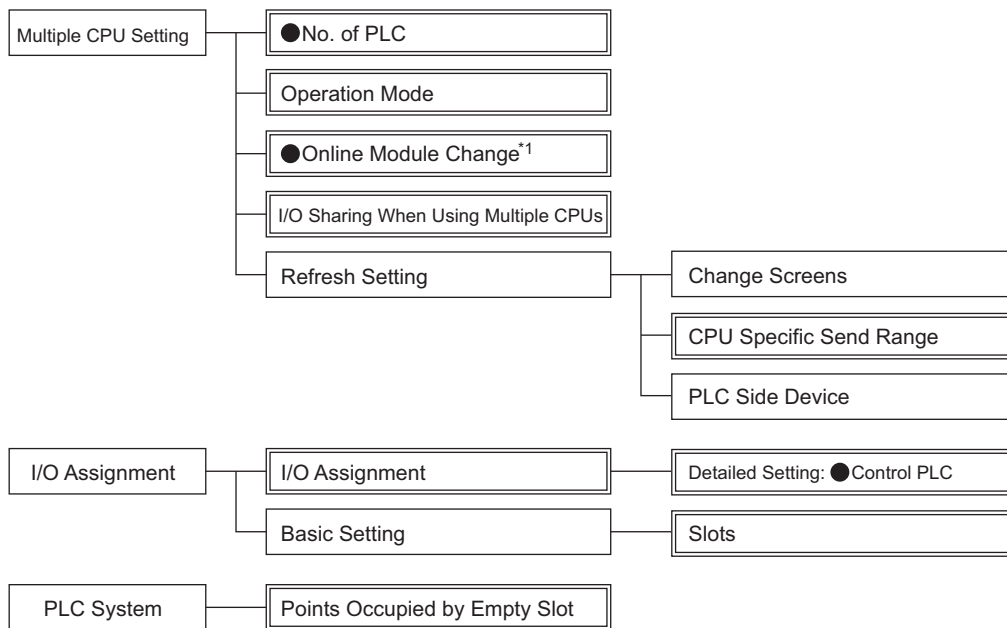 Multiple CPU Setting
●No. of PLC
Operation Mode
●Online Module Change*1
I/O Sharing When Using Multiple CPUs
Refresh Setting
Change Screens
CPU Specific Send Range
PLC Side Device
I/O Assignment
I/O Assignment
Detailed Setting: ●Control PLC
Basic Setting
Slots
PLC System
Points Occupied by Empty Slot